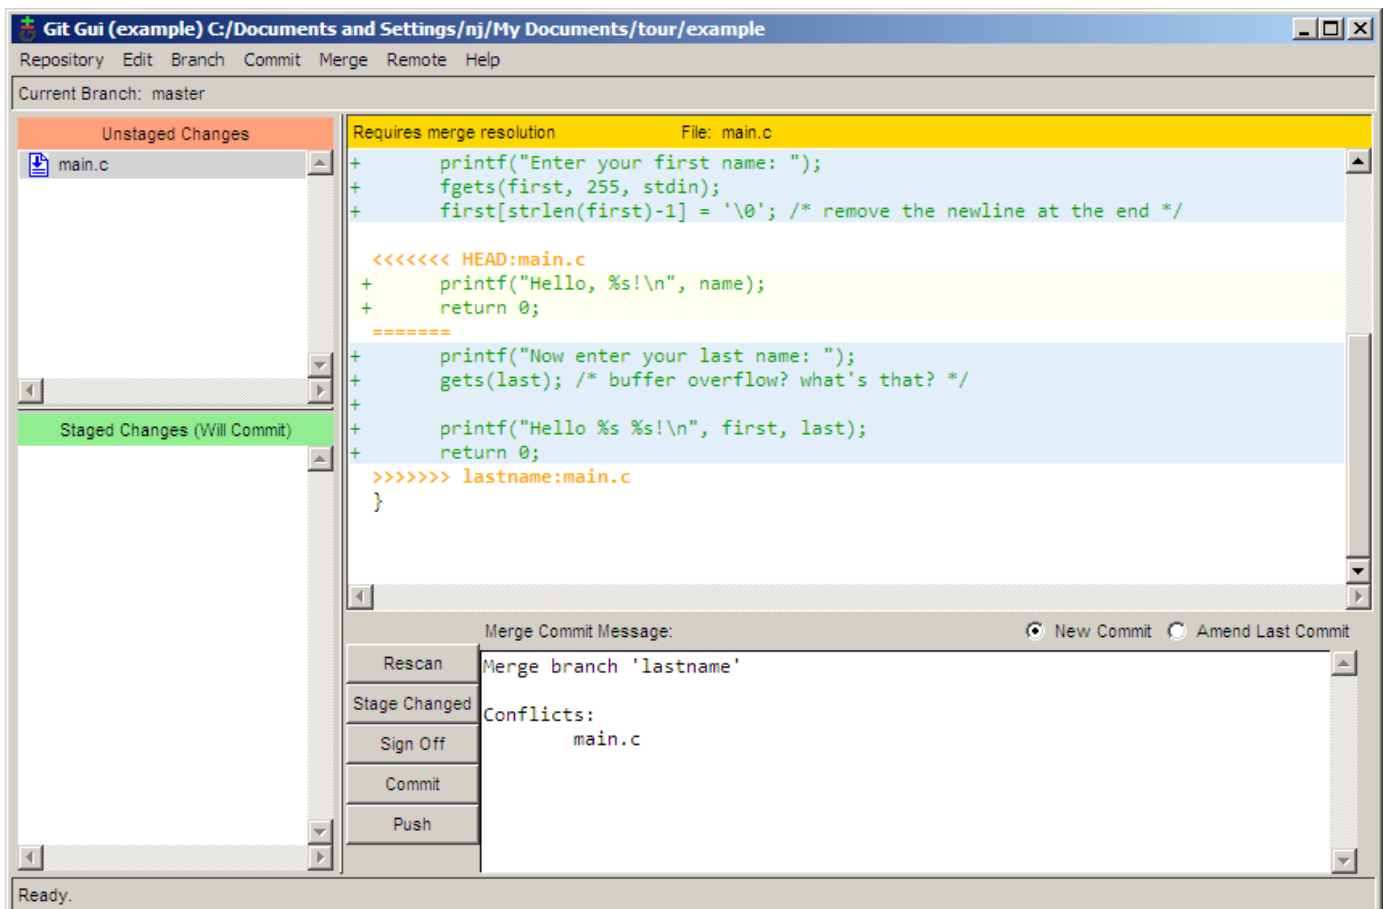 Git Gui (example) C:/Documents and Settings/nj/My Documents/tour/example
Repository Edit Branch Commit Merge Remote Help
Current Branch: master
Unstaged Changes
main.c
Staged Changes (Will Commit)
Requires merge resolution File: main.c
+ printf("Enter your first name: ");
+ fgets(first, 255, stdin);
+ first[strlen(first)-1] = '\0'; /* remove the newline at the end */
<<<<<<< HEAD:main.c
+ printf("Hello, %s!\n", name);
+ return 0;
=======
+ printf("Now enter your last name: ");
+ gets(last); /* buffer overflow? what's that? */
+
+ printf("Hello %s %s!\n", first, last);
+ return 0;
>>>>>>> lastname:main.c
}
Merge Commit Message: New Commit Amend Last Commit
Rescan
Stage Changed
Sign Off
Commit
Push
Merge branch 'lastname'
Conflicts:
main.c
Ready.